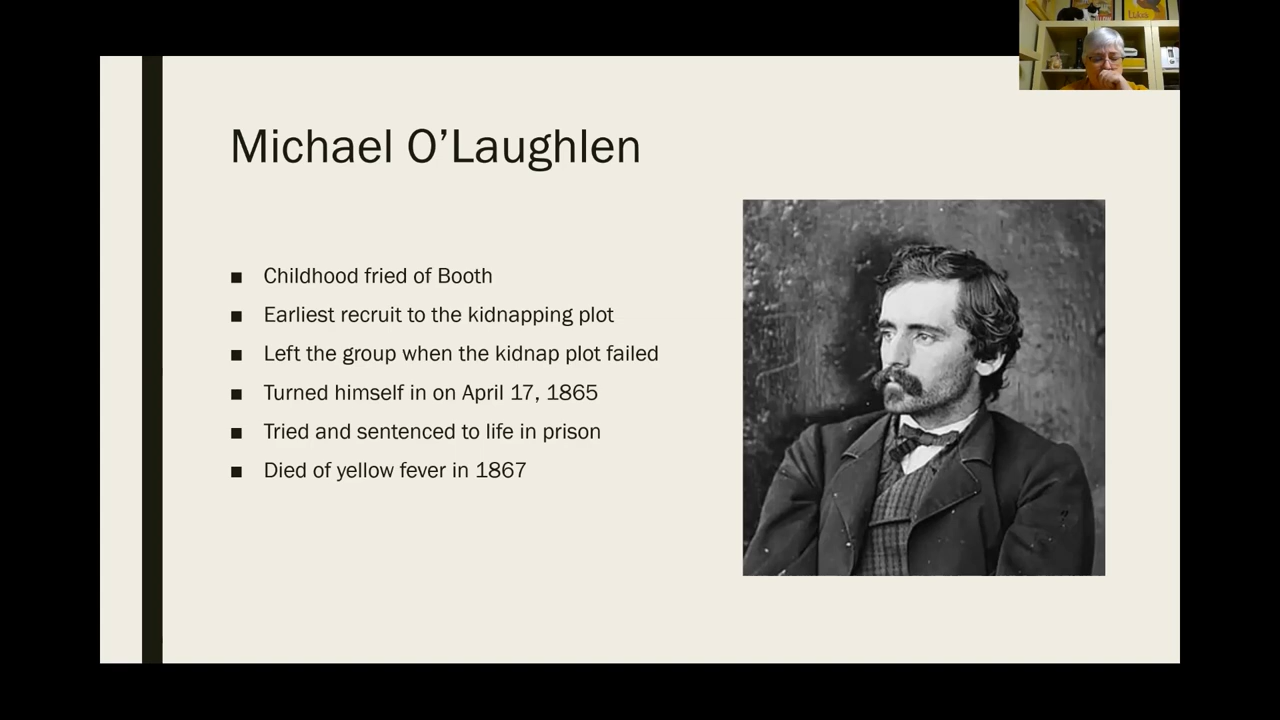 Michael O’Laughlen
■ Childhood fried of Booth
■ Earliest recruit to the kidnapping plot
■ Left the group when the kidnap plot failed
■ Turned himself in on April 17, 1865
■ Tried and sentenced to life in prison
■ Died of yellow fever in 1867